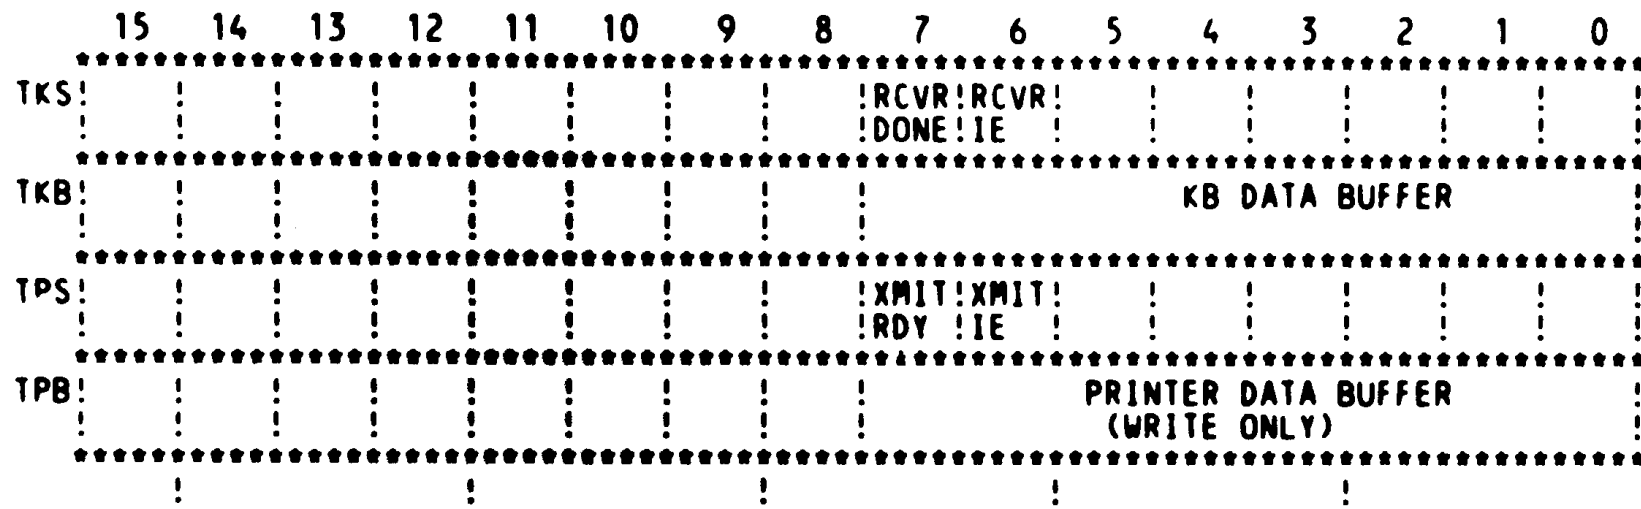 15 14 13 12 11 10 9 8 7 6 5 4 3 2 1 0
TKS! ! ! ! ! ! ! ! !RCVR!RCVR! ! ! ! ! ! !
! ! ! ! ! ! ! ! !DONE!IE ! ! ! ! ! ! !
TKB! ! ! ! ! ! ! ! ! KB DATA BUFFER !
TPS! ! ! ! ! ! ! ! !XMIT!XMIT! ! ! ! ! ! !
! ! ! ! ! ! ! ! !RDY !IE ! ! ! ! ! ! !
TPB! ! ! ! ! ! ! ! ! PRINTER DATA BUFFER !
! ! ! ! ! ! ! ! ! (WRITE ONLY) !